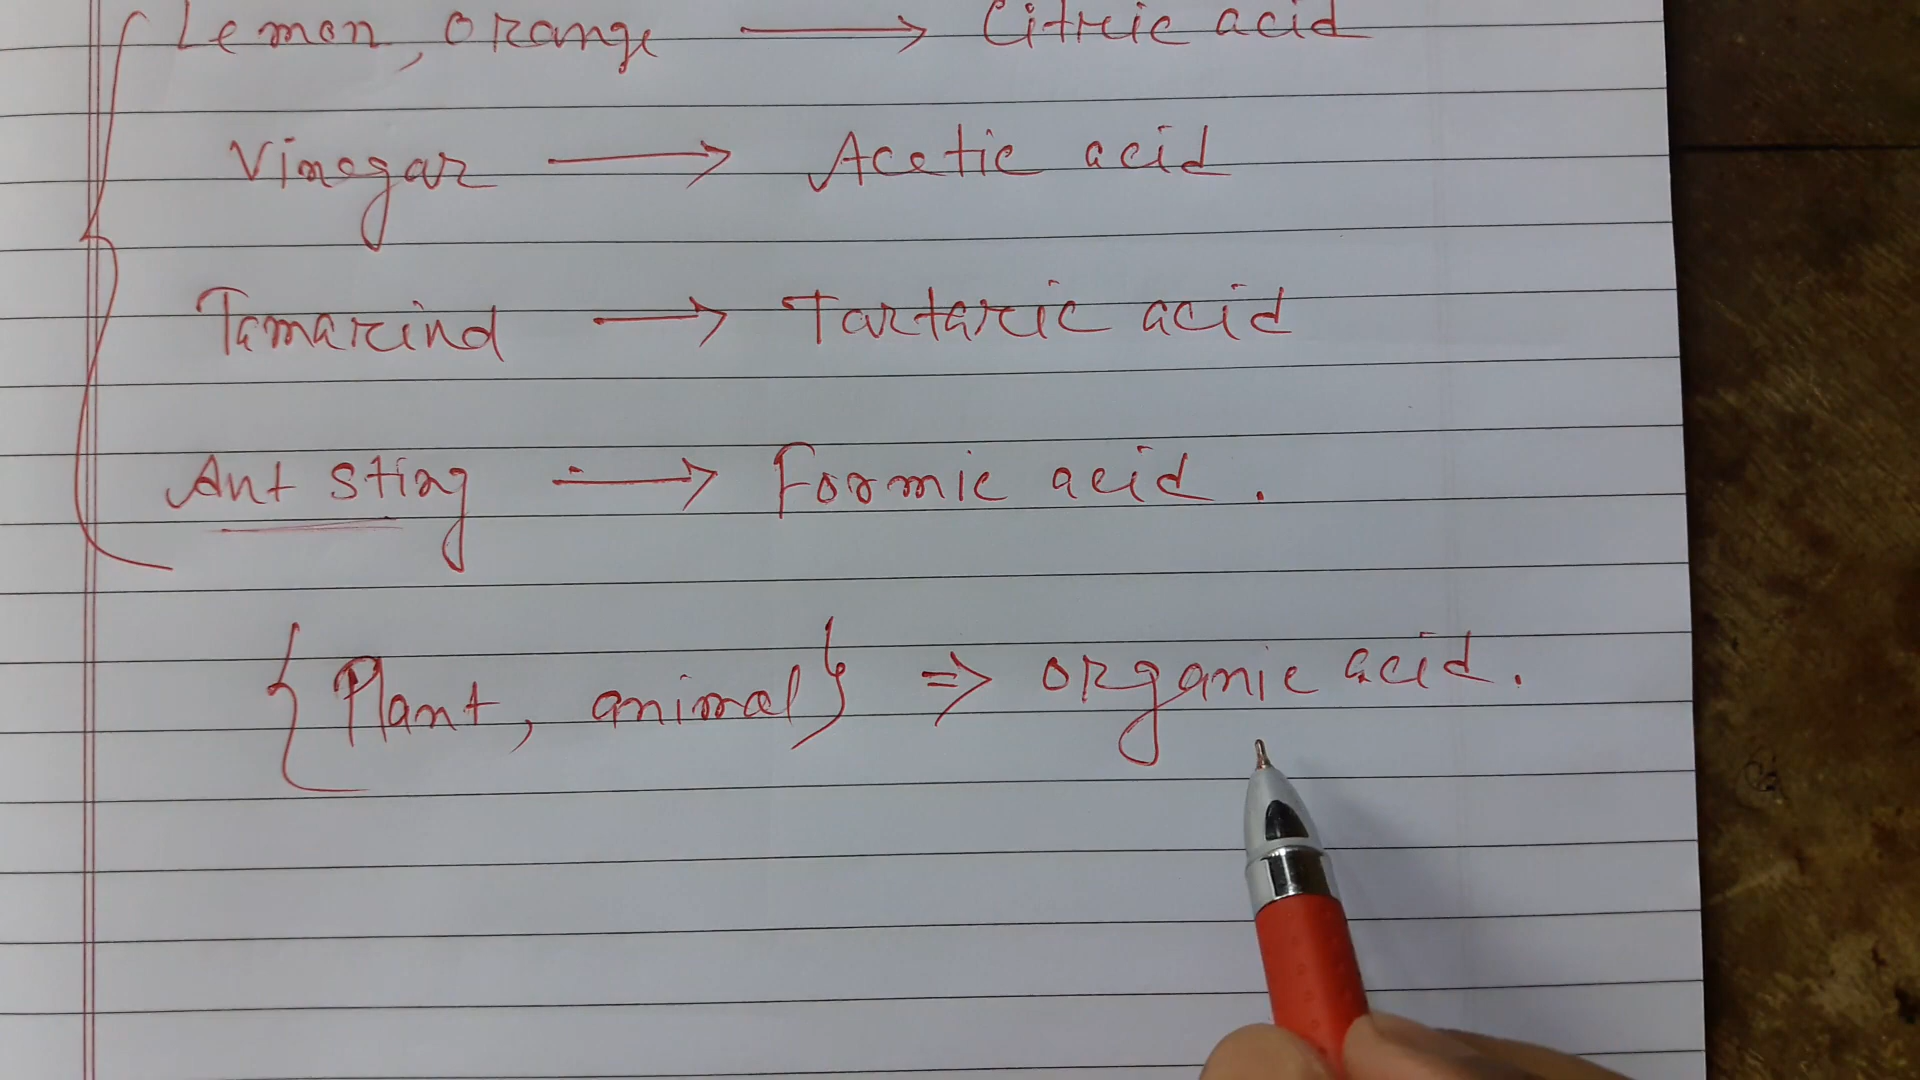 Lemon, orange → Citric acid
Vinegar → Acetic acid
Tamarind → Tartaric acid
Ant sting → Formic acid.
{Plant, animal} ⇒ organic acid.